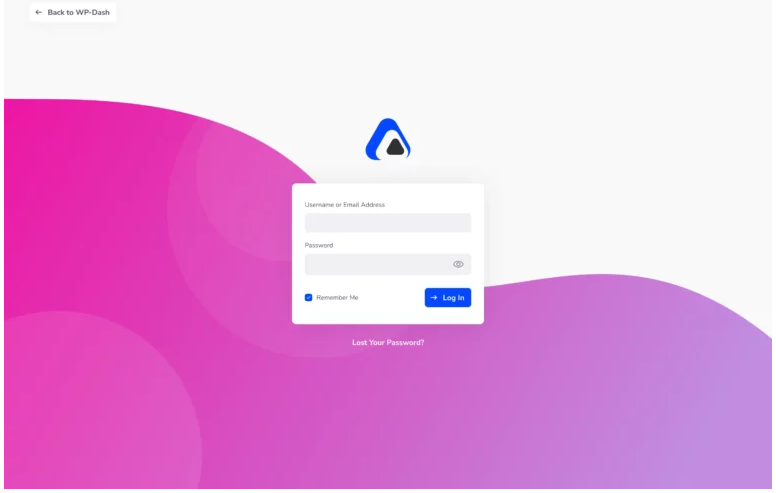 Back to WP-Dash
Username or Email Address
Password
Remember Me
Log In
Lost Your Password?